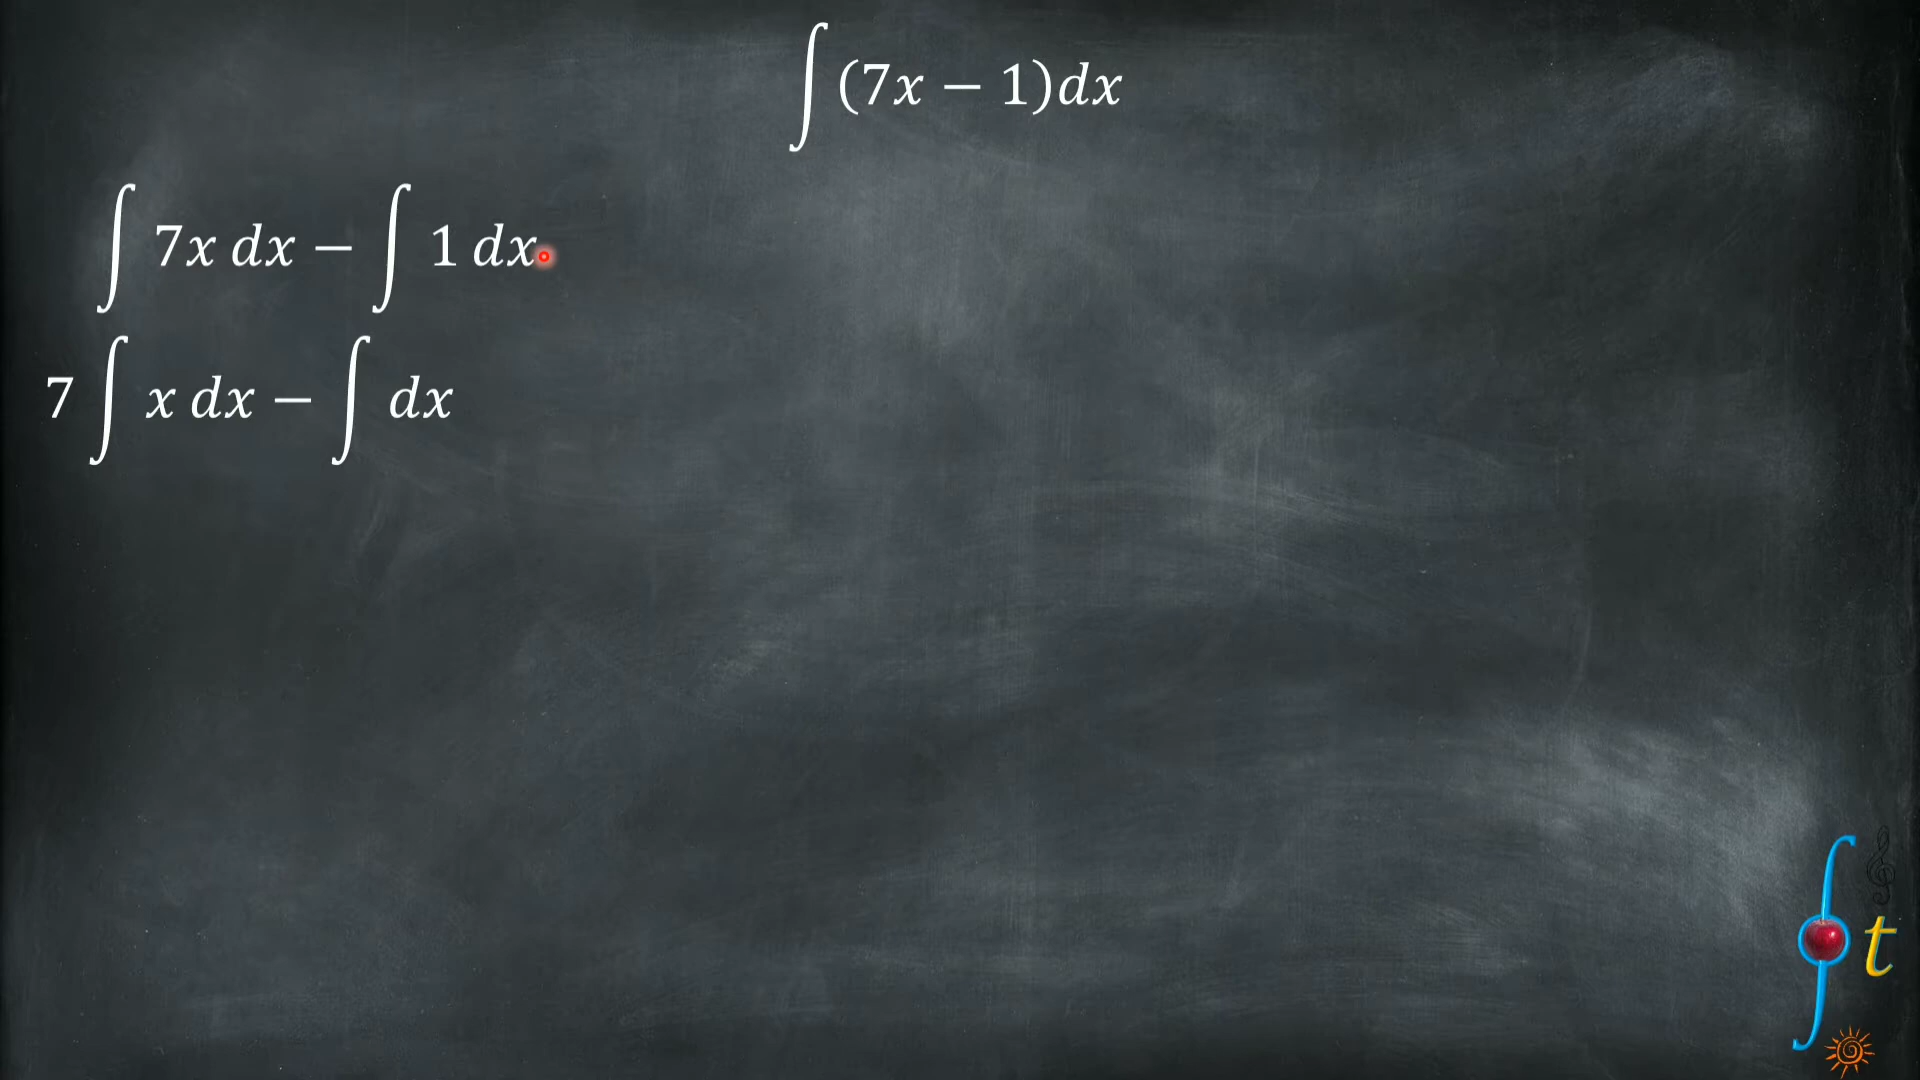 ∫(7x − 1)dx
∫ 7x dx − ∫ 1 dx
7 ∫ x dx − ∫ dx
∫ t